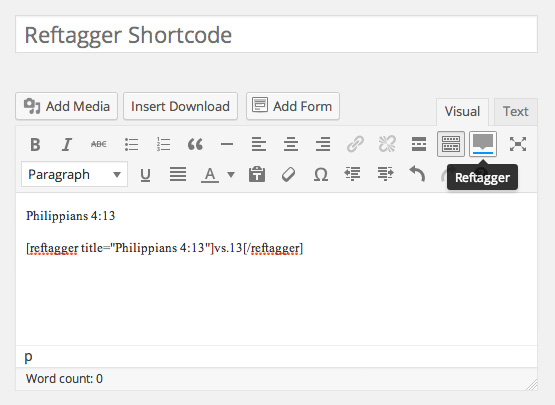 Reftagger Shortcode
Add Media Insert Download Add Form Visual Text
B I ABC
Paragraph U A T Ω
Reftagger
Philippians 4:13
[reftagger title="Philippians 4:13"]vs.13[/reftagger]
p
Word count: 0